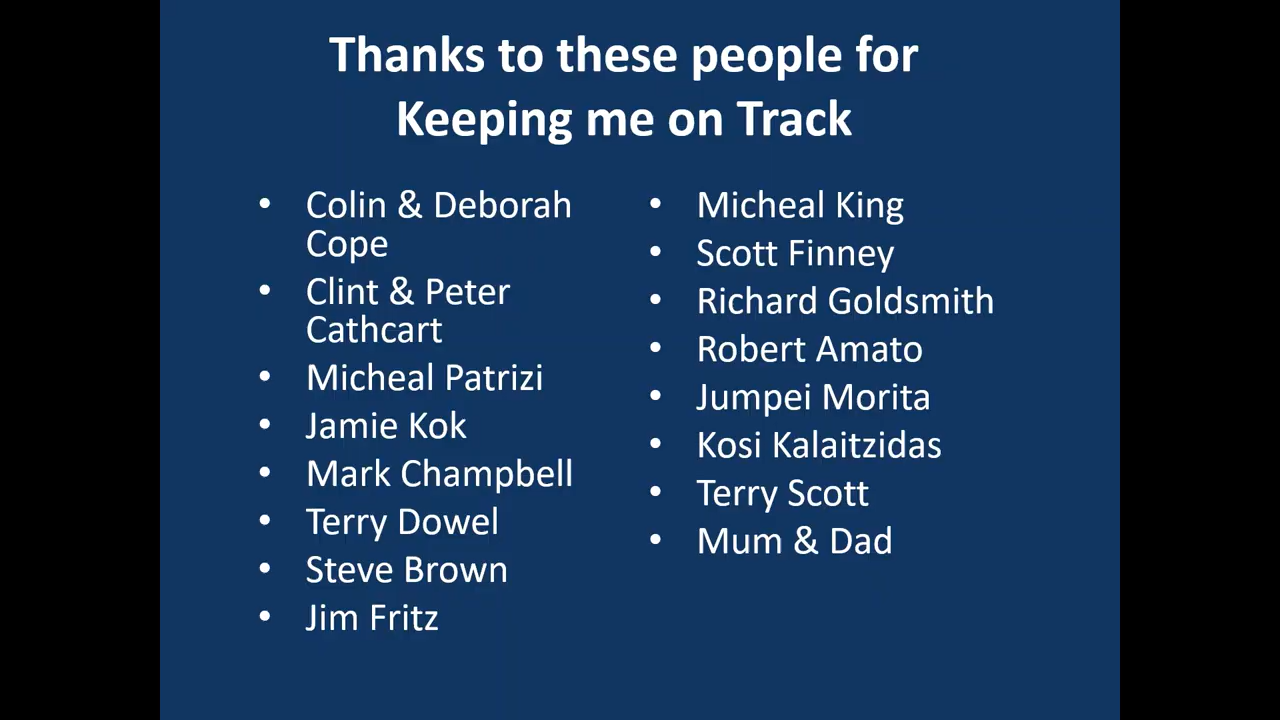 Thanks to these people for
Keeping me on Track
• Colin & Deborah
Cope
• Clint & Peter
Cathcart
• Micheal Patrizi
• Jamie Kok
• Mark Champbell
• Terry Dowel
• Steve Brown
• Jim Fritz
• Micheal King
• Scott Finney
• Richard Goldsmith
• Robert Amato
• Jumpei Morita
• Kosi Kalaitzidas
• Terry Scott
• Mum & Dad